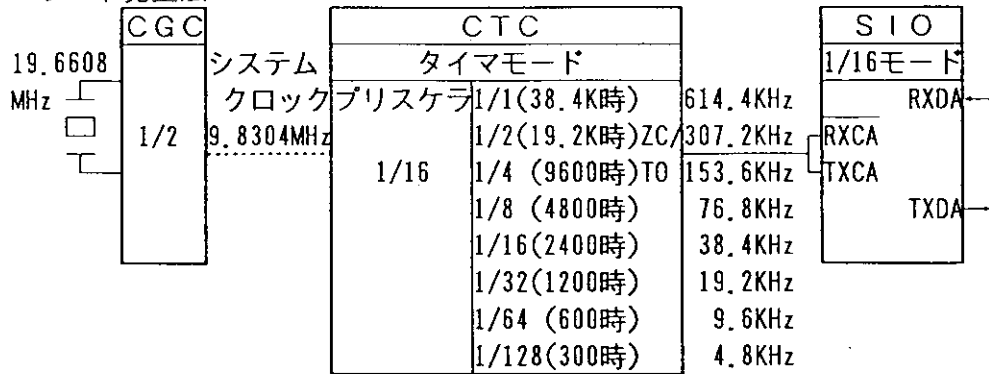 CGC CTC SIO
19.6608 システム タイマモード 1/16モード
MHz クロック プリスケラ 1/1(38.4K時) 614.4KHz RXDA
1/2 9.8304MHz 1/2(19.2K時)ZC/ 307.2KHz RXCA
1/16 1/4 (9600時)TO 153.6KHz TXCA
1/8 (4800時) 76.8KHz TXDA
1/16(2400時) 38.4KHz
1/32(1200時) 19.2KHz
1/64 (600時) 9.6KHz
1/128(300時) 4.8KHz